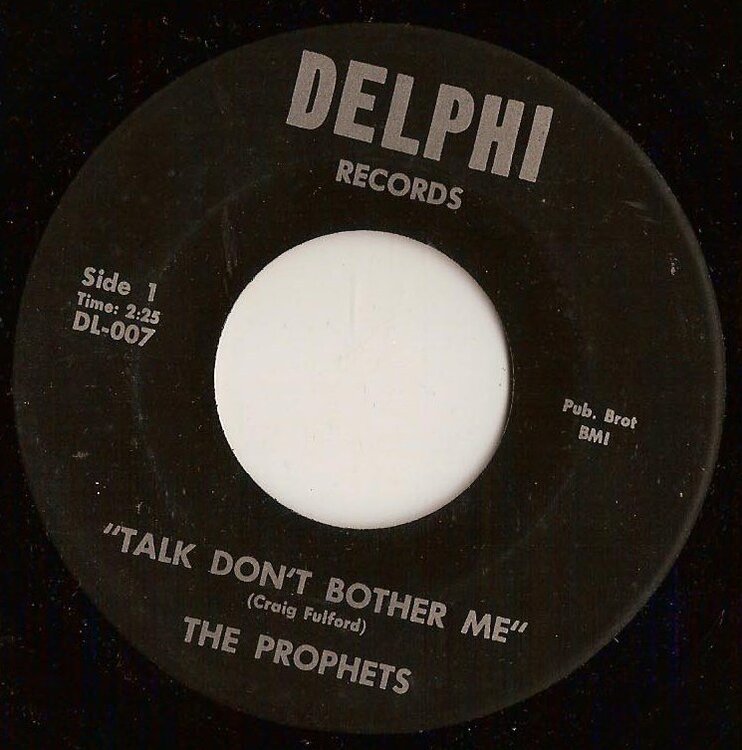 DELPHI
RECORDS
Side 1
Time: 2:25
DL-007
Pub. Brot
BMI
"TALK DON'T BOTHER ME"
(Craig Fulford)
THE PROPHETS